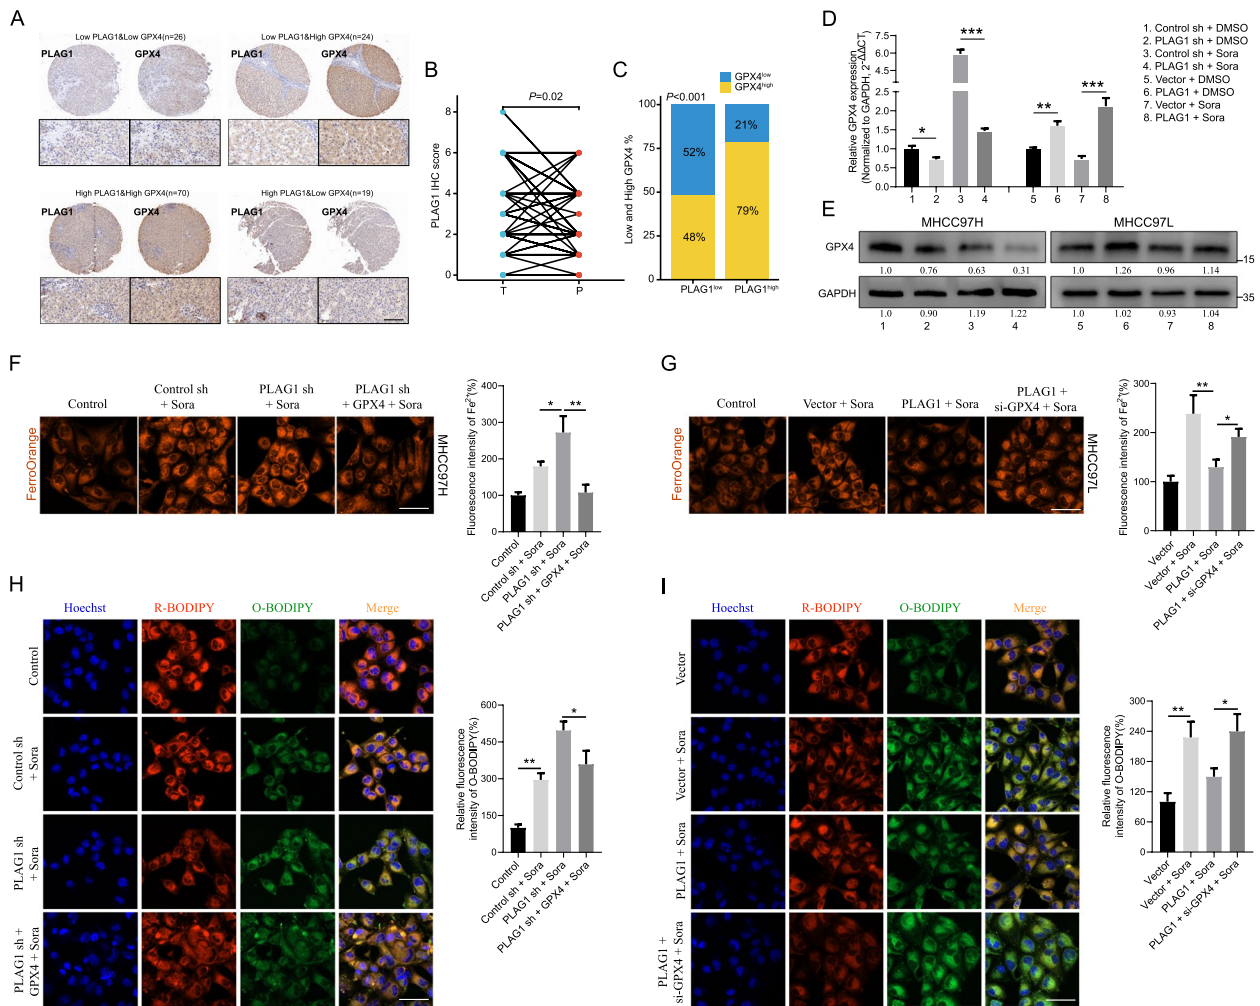 A
Low PLAG1&Low GPX4(n=26)
Low PLAG1&High GPX4(n=24)
PLAG1
GPX4
PLAG1
GPX4
High PLAG1&High GPX4(n=70)
High PLAG1&Low GPX4(n=19)
PLAG1
GPX4
PLAG1
GPX4
B
P=0.02
PLAG1 IHC score
8
6
4
2
0
T
P
C
GPX4low
GPX4high
P<0.001
Low and High GPX4 %
100
75
50
25
0
52%
48%
21%
79%
PLAG1low
PLAG1high
D
Relative GPX4 expression
(Normalized to GAPDH, 2-ΔΔCT)
7.5
6.0
4.5
3.0
1.5
1.0
0.5
0.0
*
***
**
***
1 2 3 4 5 6 7 8
1. Control sh + DMSO
2. PLAG1 sh + DMSO
3. Control sh + Sora
4. PLAG1 sh + Sora
5. Vector + DMSO
6. PLAG1 + DMSO
7. Vector + Sora
8. PLAG1 + Sora
E
MHCC97H
MHCC97L
GPX4
-15
1.0 0.76 0.63 0.31 1.0 1.26 0.96 1.14
GAPDH
-35
1.0 0.90 1.19 1.22 1.0 1.02 0.93 1.04
1 2 3 4 5 6 7 8
F
Control
Control sh
+ Sora
PLAG1 sh
+ Sora
PLAG1 sh
+ GPX4 + Sora
FerroOrange
MHCC97H
Fluorescence intensity of Fe2+(%)
400
300
200
100
0
*
**
Control
Control sh + Sora
PLAG1 sh + Sora
PLAG1 sh + GPX4 + Sora
G
Control
Vector + Sora
PLAG1 + Sora
PLAG1 +
si-GPX4 + Sora
FerroOrange
MHCC97L
Fluorescence intensity of Fe2+(%)
400
300
200
100
0
**
*
Vector
Vector + Sora
PLAG1 + Sora
PLAG1 + si-GPX4 + Sora
H
Hoechst
R-BODIPY
O-BODIPY
Merge
Control
Control sh
+ Sora
PLAG1 sh
+ Sora
PLAG1 sh +
GPX4 + Sora
Relative fluorescence
intensity of O-BODIPY(%)
600
450
300
150
0
**
*
Control
Control sh + Sora
PLAG1 sh + Sora
PLAG1 sh + GPX4 + Sora
I
Hoechst
R-BODIPY
O-BODIPY
Merge
Vector
Vector + Sora
PLAG1 + Sora
PLAG1 +
si-GPX4 + Sora
Relative fluorescence
intensity of O-BODIPY(%)
300
240
180
120
60
0
**
*
Vector
Vector + Sora
PLAG1 + Sora
PLAG1 + si-GPX4 + Sora